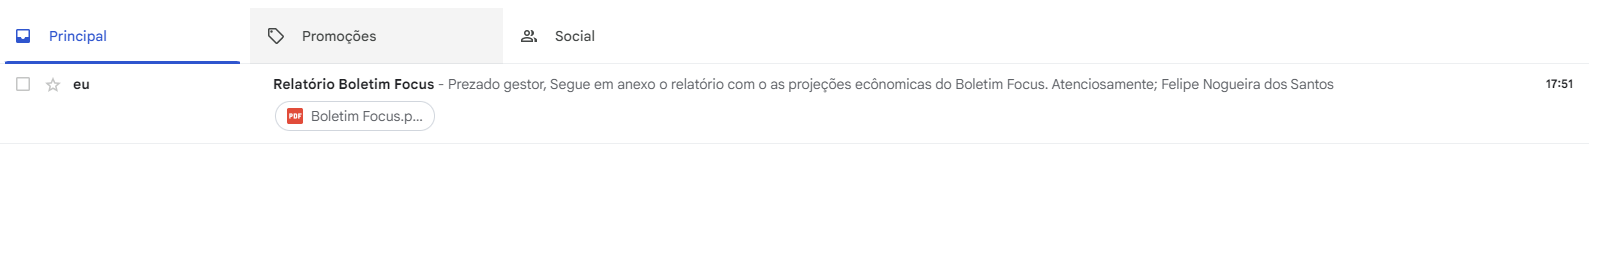 Principal Promoções Social
eu Relatório Boletim Focus - Prezado gestor, Segue em anexo o relatório com o as projeções ecônomicas do Boletim Focus. Atenciosamente; Felipe Nogueira dos Santos 17:51
PDF Boletim Focus.p...